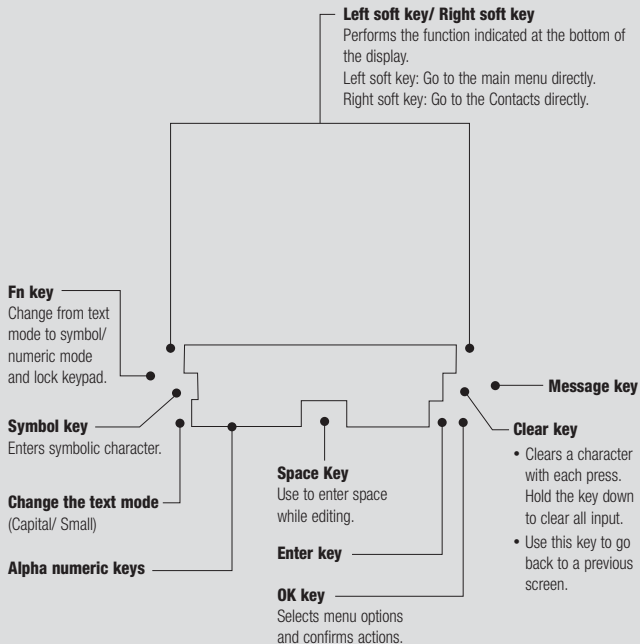 Left soft key/ Right soft key
Performs the function indicated at the bottom of
the display.
Left soft key: Go to the main menu directly.
Right soft key: Go to the Contacts directly.
Fn key
Change from text
mode to symbol/
numeric mode
and lock keypad.
Symbol key
Enters symbolic character.
Change the text mode
(Capital/ Small)
Alpha numeric keys
Space Key
Use to enter space
while editing.
Enter key
OK key
Selects menu options
and confirms actions.
Message key
Clear key
• Clears a character
with each press.
Hold the key down
to clear all input.
• Use this key to go
back to a previous
screen.